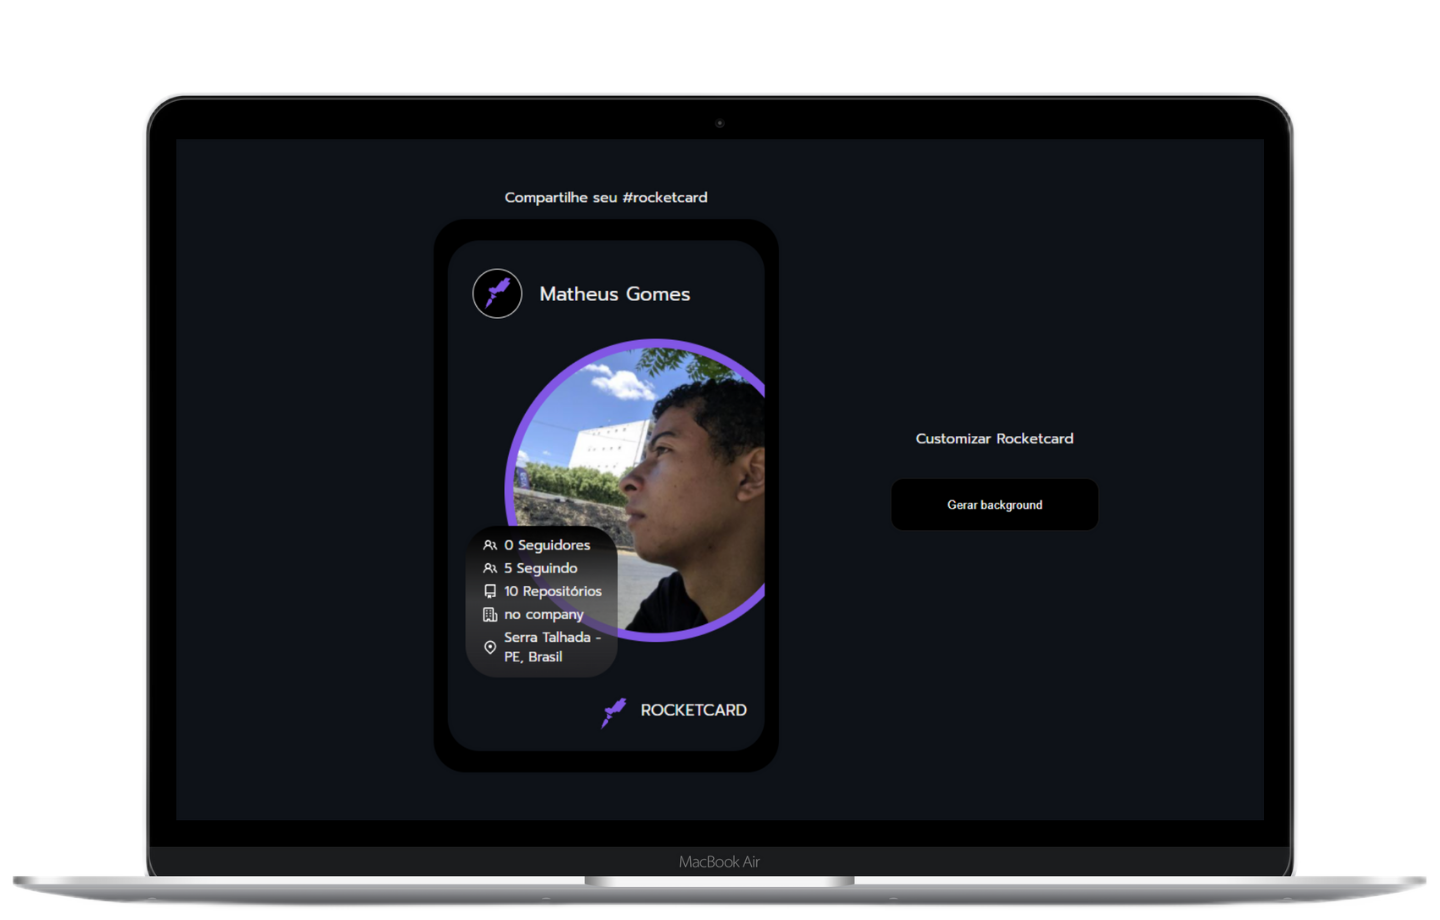 Compartilhe seu #rocketcard
Matheus Gomes
0 Seguidores
5 Seguindo
10 Repositórios
no company
Serra Talhada -
PE, Brasil
ROCKETCARD
Customizar Rocketcard
Gerar background
MacBook Air